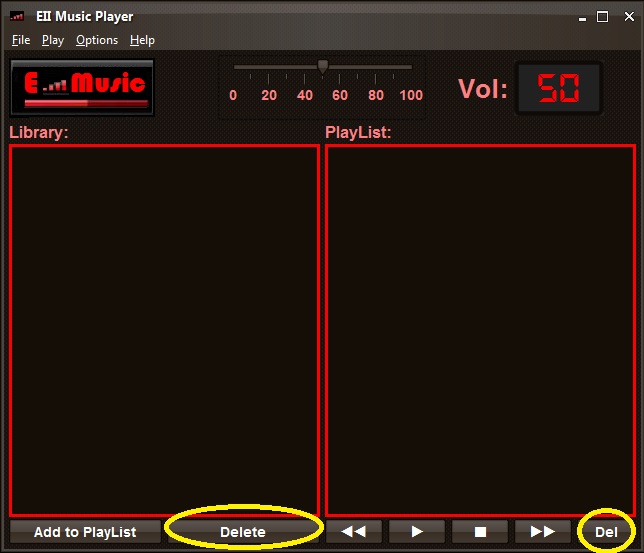 EII Music Player
File Play Options Help
E Music
0 20 40 60 80 100
Vol: 50
Library:
PlayList:
Add to PlayList
Delete
Del